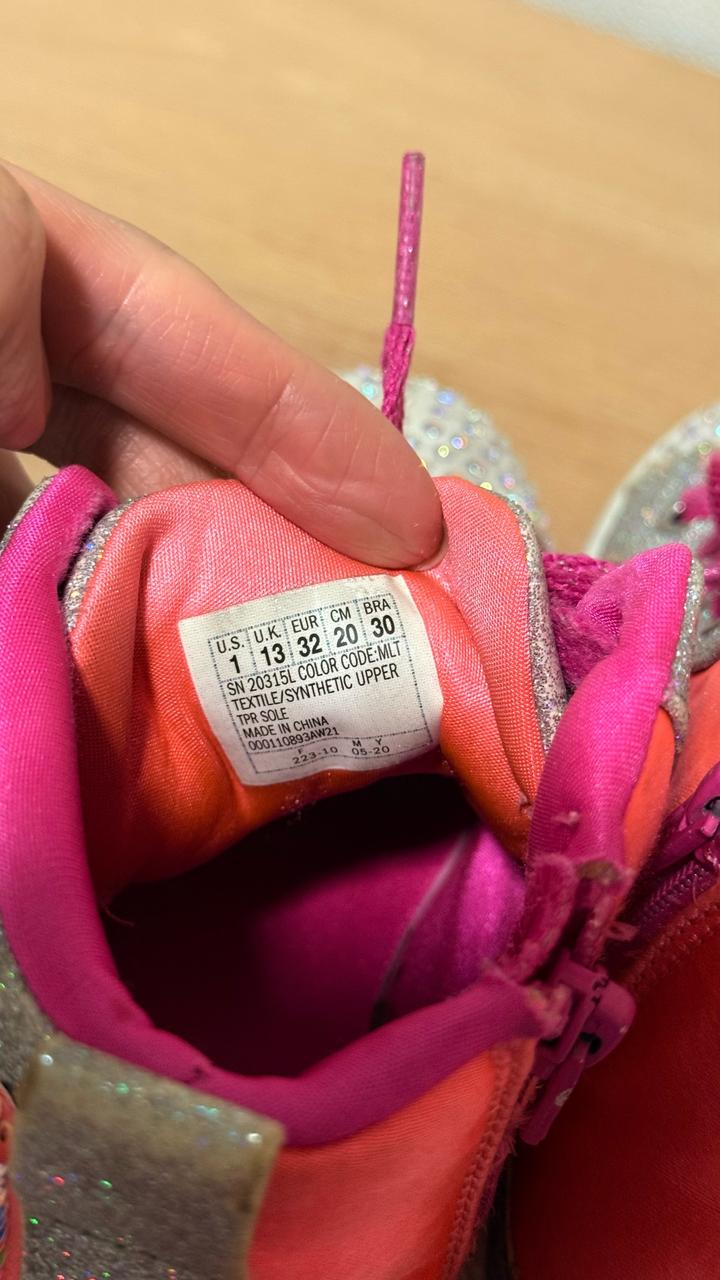 U.S. U.K. EUR CM BRA
1 13 32 20 30
SN 20315L COLOR CODE:MLT
TEXTILE/SYNTHETIC UPPER
TPR SOLE
MADE IN CHINA
000110893AW21
F M Y
223-10 05-20